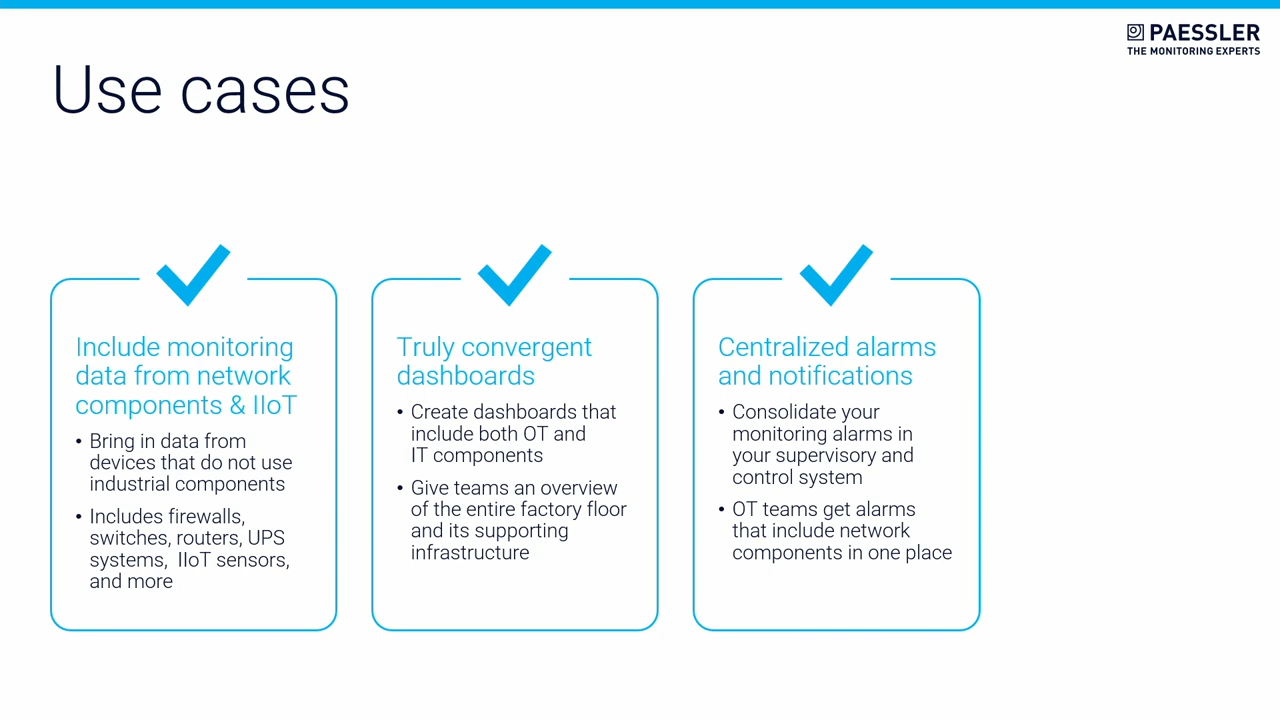 PAESSLER
THE MONITORING EXPERTS
Use cases
Include monitoring
data from network
components & IIoT
• Bring in data from
devices that do not use
industrial components
• Includes firewalls,
switches, routers, UPS
systems,  IIoT sensors,
and more
Truly convergent
dashboards
• Create dashboards that
include both OT and
IT components
• Give teams an overview
of the entire factory floor
and its supporting
infrastructure
Centralized alarms
and notifications
• Consolidate your
monitoring alarms in
your supervisory and
control system
• OT teams get alarms
that include network
components in one place